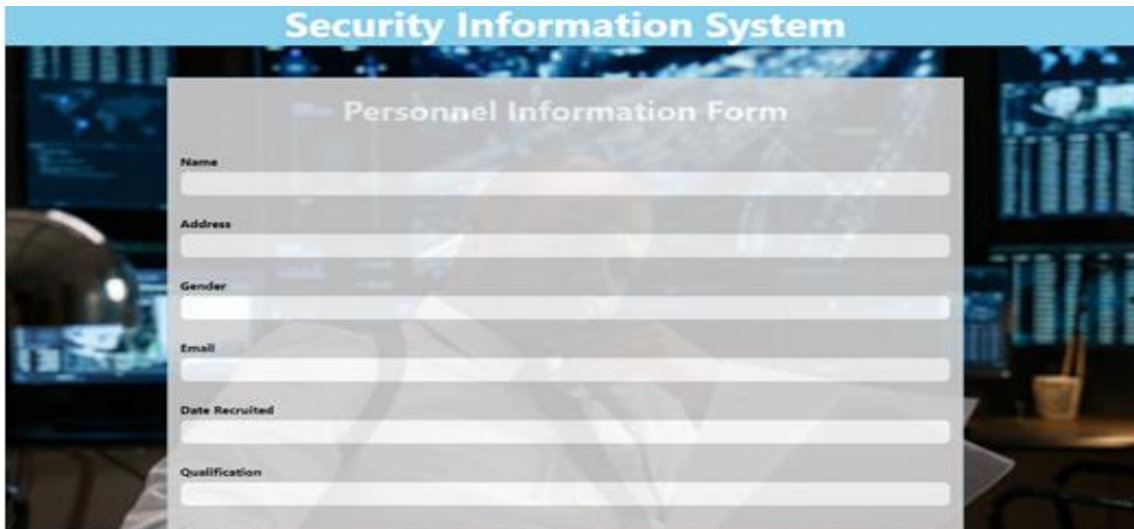 Security Information System
Personnel Information Form
Name
Address
Gender
Email
Date Recruited
Qualification